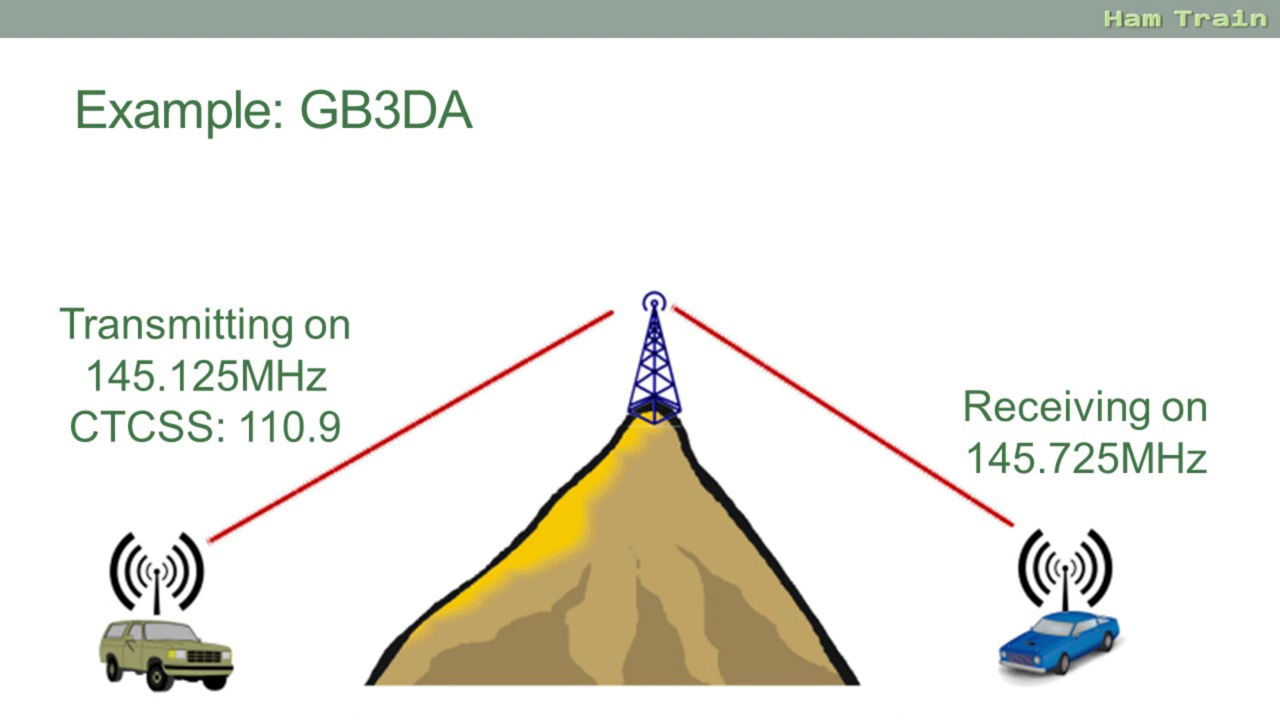 Ham Train
Example: GB3DA
Transmitting on
145.125MHz
CTCSS: 110.9
Receiving on
145.725MHz